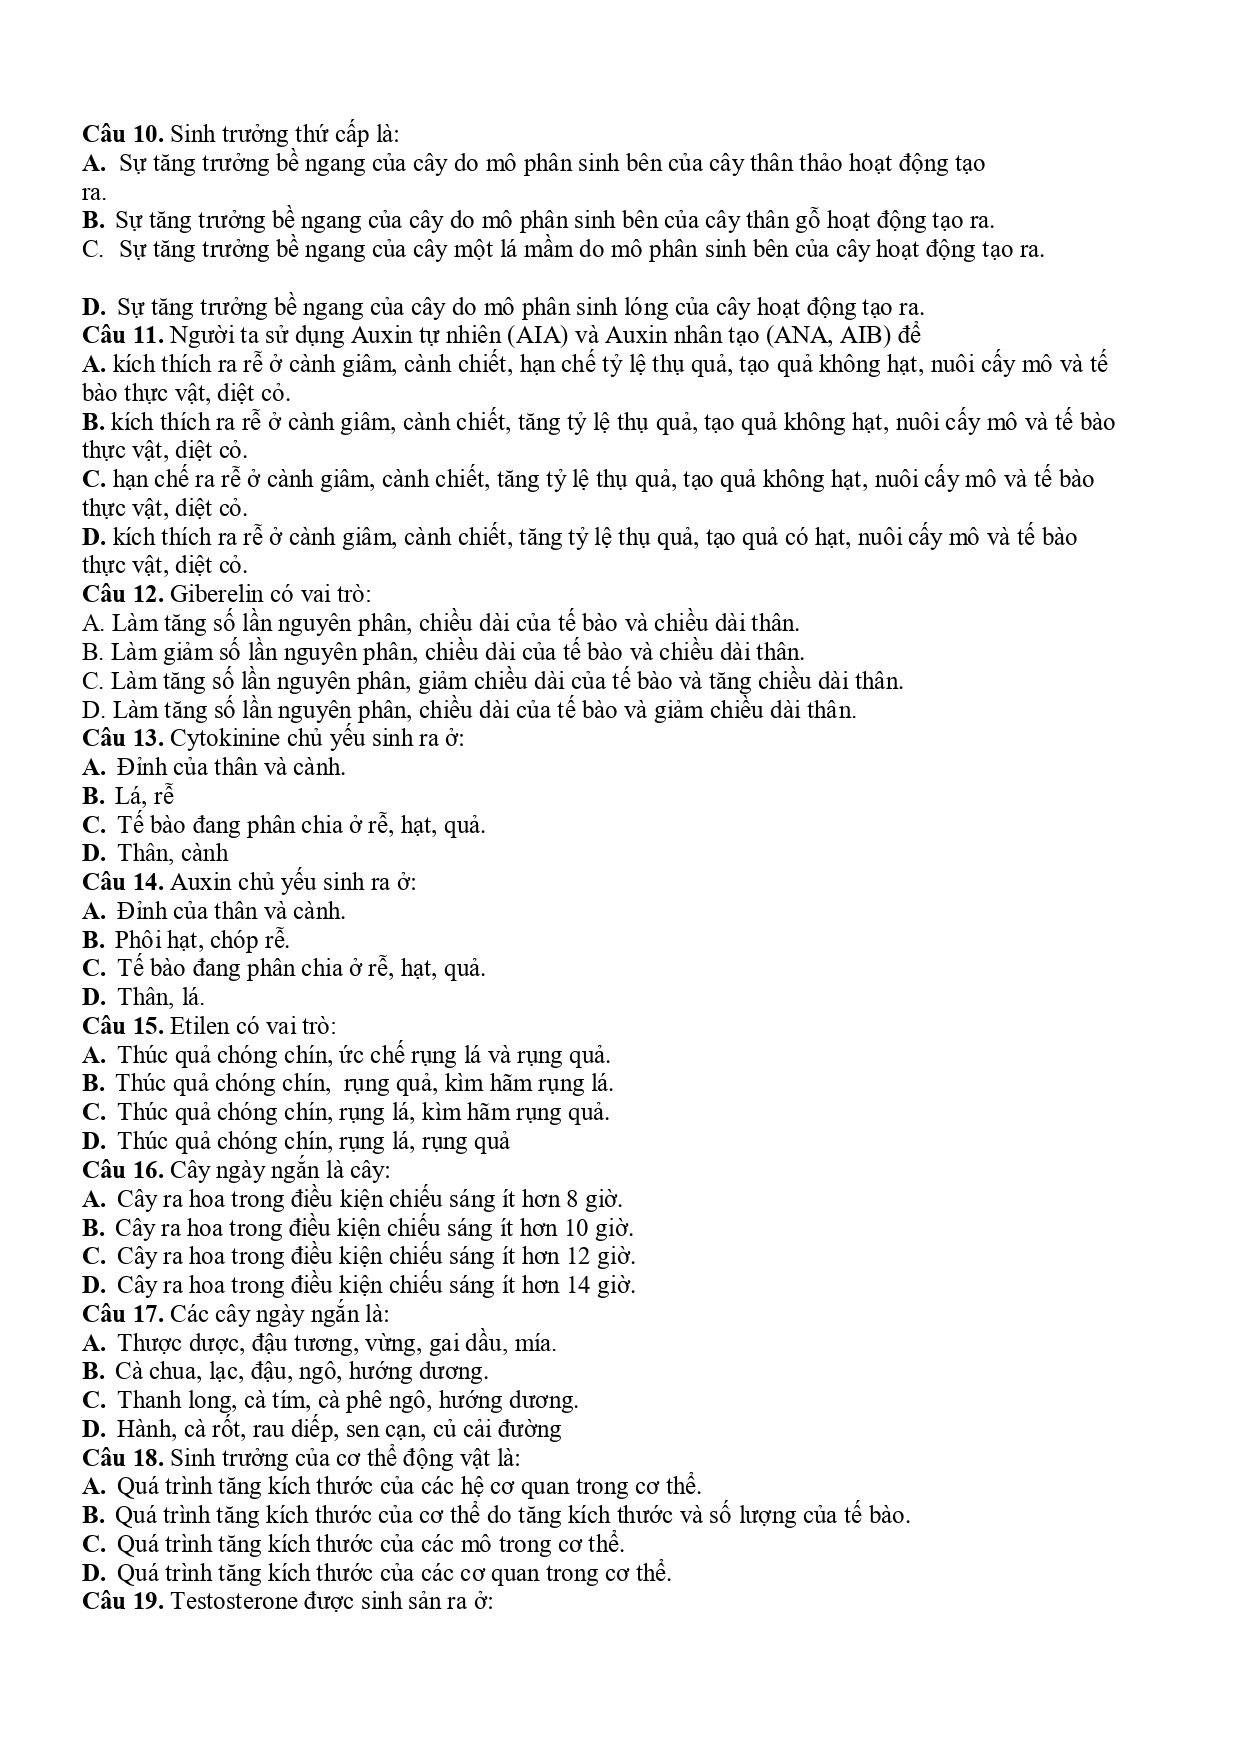 Câu 10. Sinh trưởng thứ cấp là:
A. Sự tăng trưởng bề ngang của cây do mô phân sinh bên của cây thân thảo hoạt động tạo
ra.
B. Sự tăng trưởng bề ngang của cây do mô phân sinh bên của cây thân gỗ hoạt động tạo ra.
C. Sự tăng trưởng bề ngang của cây một lá mầm do mô phân sinh bên của cây hoạt động tạo ra.
D. Sự tăng trưởng bề ngang của cây do mô phân sinh lóng của cây hoạt động tạo ra.
Câu 11. Người ta sử dụng Auxin tự nhiên (AIA) và Auxin nhân tạo (ANA, AIB) để
A. kích thích ra rễ ở cành giâm, cành chiết, hạn chế tỷ lệ thụ quả, tạo quả không hạt, nuôi cấy mô và tế
bào thực vật, diệt cỏ.
B. kích thích ra rễ ở cành giâm, cành chiết, tăng tỷ lệ thụ quả, tạo quả không hạt, nuôi cấy mô và tế bào
thực vật, diệt cỏ.
C. hạn chế ra rễ ở cành giâm, cành chiết, tăng tỷ lệ thụ quả, tạo quả không hạt, nuôi cấy mô và tế bào
thực vật, diệt cỏ.
D. kích thích ra rễ ở cành giâm, cành chiết, tăng tỷ lệ thụ quả, tạo quả có hạt, nuôi cấy mô và tế bào
thực vật, diệt cỏ.
Câu 12. Giberelin có vai trò:
A. Làm tăng số lần nguyên phân, chiều dài của tế bào và chiều dài thân.
B. Làm giảm số lần nguyên phân, chiều dài của tế bào và chiều dài thân.
C. Làm tăng số lần nguyên phân, giảm chiều dài của tế bào và tăng chiều dài thân.
D. Làm tăng số lần nguyên phân, chiều dài của tế bào và giảm chiều dài thân.
Câu 13. Cytokinine chủ yếu sinh ra ở:
A. Đỉnh của thân và cành.
B. Lá, rễ
C. Tế bào đang phân chia ở rễ, hạt, quả.
D. Thân, cành
Câu 14. Auxin chủ yếu sinh ra ở:
A. Đỉnh của thân và cành.
B. Phôi hạt, chóp rễ.
C. Tế bào đang phân chia ở rễ, hạt, quả.
D. Thân, lá.
Câu 15. Etilen có vai trò:
A. Thúc quả chóng chín, ức chế rụng lá và rụng quả.
B. Thúc quả chóng chín, rụng quả, kìm hãm rụng lá.
C. Thúc quả chóng chín, rụng lá, kìm hãm rụng quả.
D. Thúc quả chóng chín, rụng lá, rụng quả
Câu 16. Cây ngày ngắn là cây:
A. Cây ra hoa trong điều kiện chiếu sáng ít hơn 8 giờ.
B. Cây ra hoa trong điều kiện chiếu sáng ít hơn 10 giờ.
C. Cây ra hoa trong điều kiện chiếu sáng ít hơn 12 giờ.
D. Cây ra hoa trong điều kiện chiếu sáng ít hơn 14 giờ.
Câu 17. Các cây ngày ngắn là:
A. Thược dược, đậu tương, vừng, gai dầu, mía.
B. Cà chua, lạc, đậu, ngô, hướng dương.
C. Thanh long, cà tím, cà phê ngô, hướng dương.
D. Hành, cà rốt, rau diếp, sen cạn, củ cải đường
Câu 18. Sinh trưởng của cơ thể động vật là:
A. Quá trình tăng kích thước của các hệ cơ quan trong cơ thể.
B. Quá trình tăng kích thước của cơ thể do tăng kích thước và số lượng của tế bào.
C. Quá trình tăng kích thước của các mô trong cơ thể.
D. Quá trình tăng kích thước của các cơ quan trong cơ thể.
Câu 19. Testosterone được sinh sản ra ở: